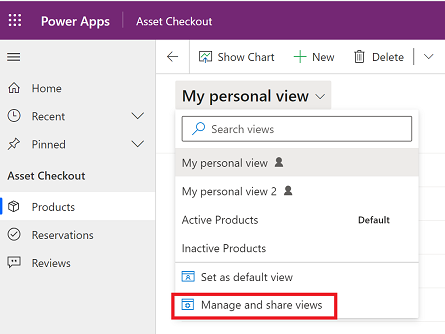 Power Apps Asset Checkout
Show Chart New Delete
My personal view
Home
Recent
Pinned
Asset Checkout
Products
Reservations
Reviews
Search views
My personal view
My personal view 2
Active Products Default
Inactive Products
Set as default view
Manage and share views